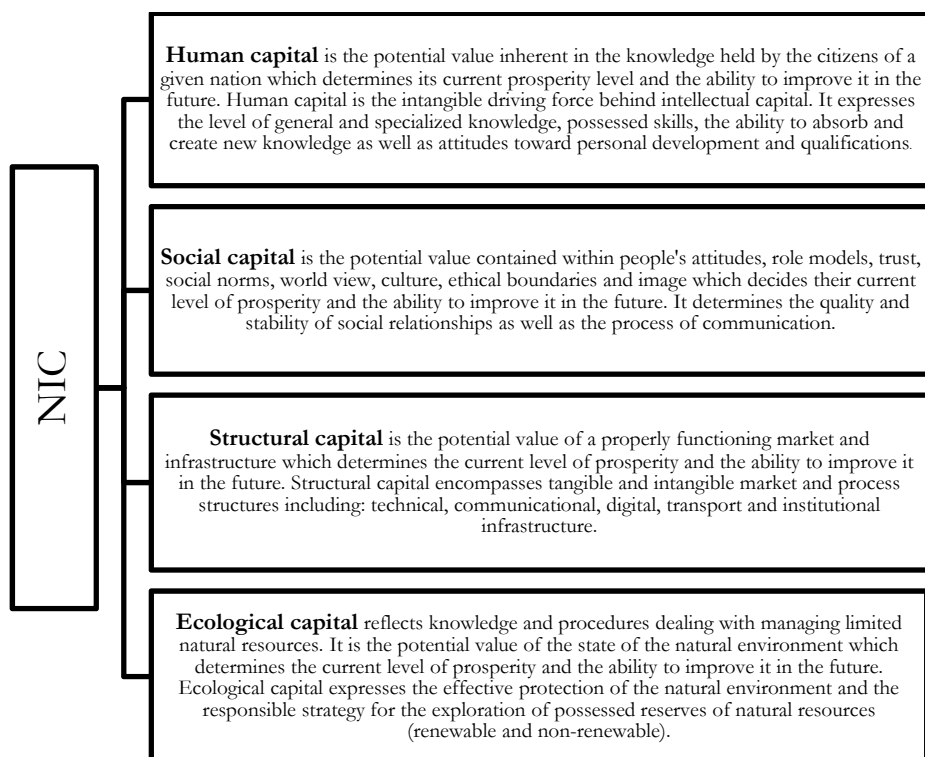 NIC
Human capital is the potential value inherent in the knowledge held by the citizens of a
given nation which determines its current prosperity level and the ability to improve it in the
future. Human capital is the intangible driving force behind intellectual capital. It expresses
the level of general and specialized knowledge, possessed skills, the ability to absorb and
create new knowledge as well as attitudes toward personal development and qualifications.
Social capital is the potential value contained within people's attitudes, role models, trust,
social norms, world view, culture, ethical boundaries and image which decides their current
level of prosperity and the ability to improve it in the future. It determines the quality and
stability of social relationships as well as the process of communication.
Structural capital is the potential value of a properly functioning market and
infrastructure which determines the current level of prosperity and the ability to improve it
in the future. Structural capital encompasses tangible and intangible market and process
structures including: technical, communicational, digital, transport and institutional
infrastructure.
Ecological capital reflects knowledge and procedures dealing with managing limited
natural resources. It is the potential value of the state of the natural environment which
determines the current level of prosperity and the ability to improve it in the future.
Ecological capital expresses the effective protection of the natural environment and the
responsible strategy for the exploration of possessed reserves of natural resources
(renewable and non-renewable).